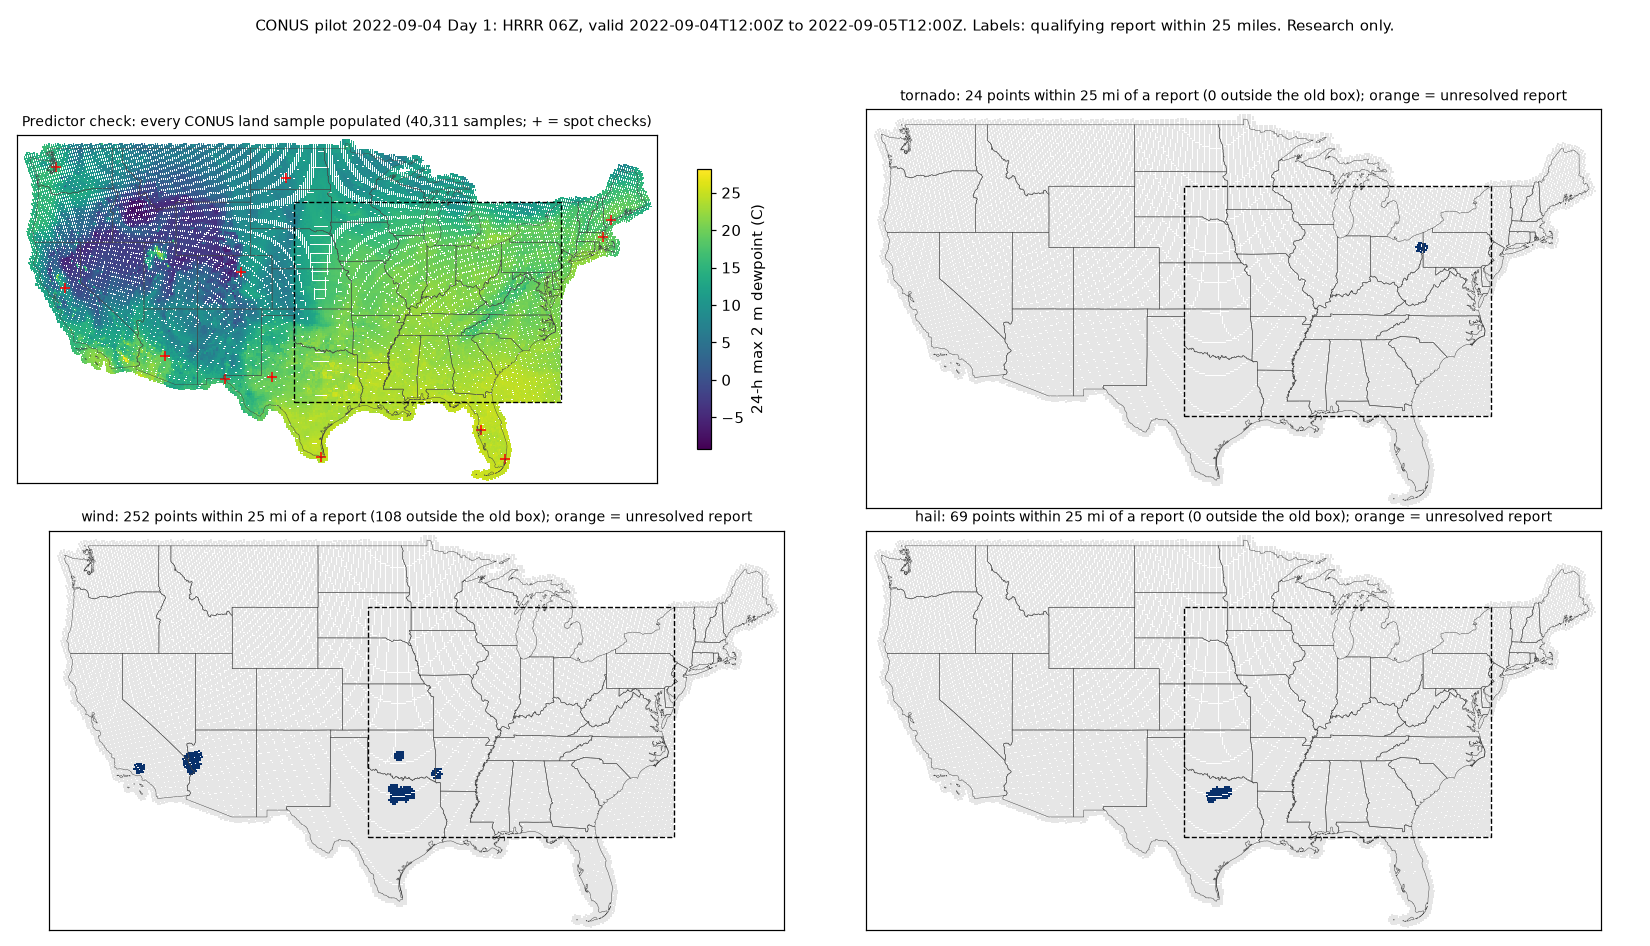 CONUS pilot 2022-09-04 Day 1: HRRR 06Z, valid 2022-09-04T12:00Z to 2022-09-05T12:00Z. Labels: qualifying report within 25 miles. Research only.
Predictor check: every CONUS land sample populated (40,311 samples; + = spot checks)
25
20
15
10
5
0
−5
24-h max 2 m dewpoint (C)
tornado: 24 points within 25 mi of a report (0 outside the old box); orange = unresolved report
wind: 252 points within 25 mi of a report (108 outside the old box); orange = unresolved report
hail: 69 points within 25 mi of a report (0 outside the old box); orange = unresolved report